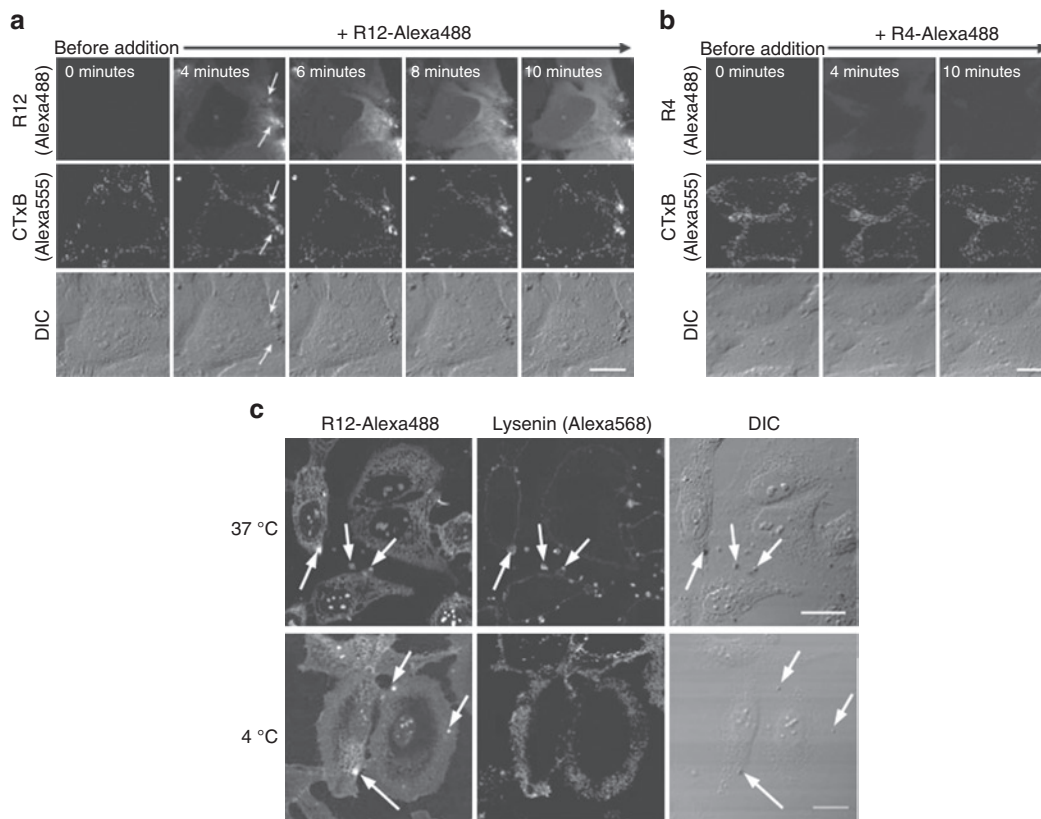 a
+ R12-Alexa488
Before addition
0 minutes
4 minutes
6 minutes
8 minutes
10 minutes
R12
(Alexa488)
CTxB
(Alexa555)
DIC
b
+ R4-Alexa488
Before addition
0 minutes
4 minutes
10 minutes
R4
(Alexa488)
CTxB
(Alexa555)
DIC
c
R12-Alexa488
Lysenin (Alexa568)
DIC
37 °C
4 °C